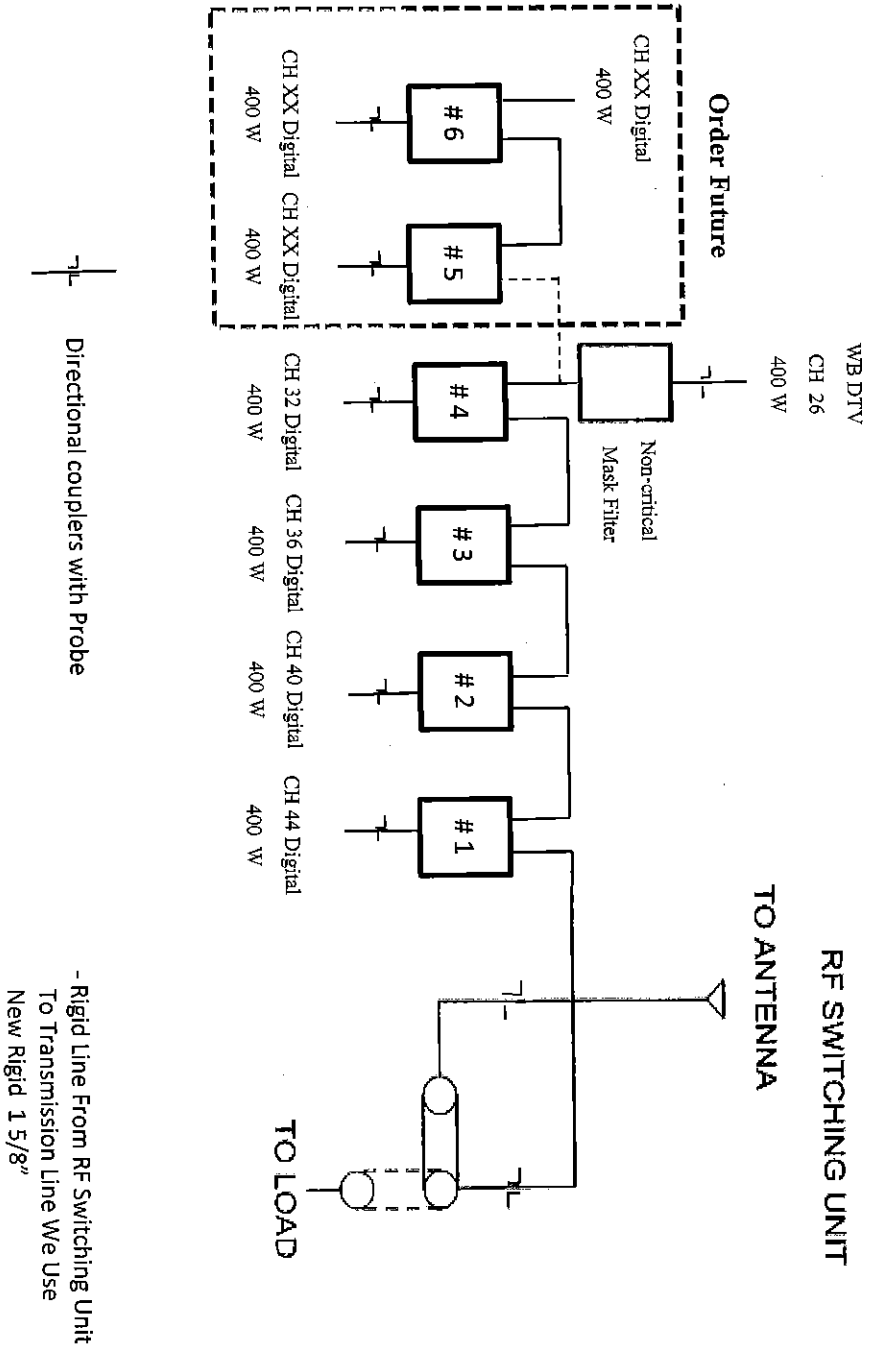 RF SWITCHING UNIT
TO ANTENNA
WB DTV
CH 26
400 W
Order Future
CH XX Digital
400 W
Non-critical
Mask Filter
# 6
# 5
# 4
# 3
# 2
# 1
CH XX Digital
400 W
CH XX Digital
400 W
CH 32 Digital
400 W
CH 36 Digital
400 W
CH 40 Digital
400 W
CH 44 Digital
400 W
TO LOAD
Directional couplers with Probe
- Rigid Line From RF Switching Unit
To Transmission Line We Use
New Rigid 1 5/8"